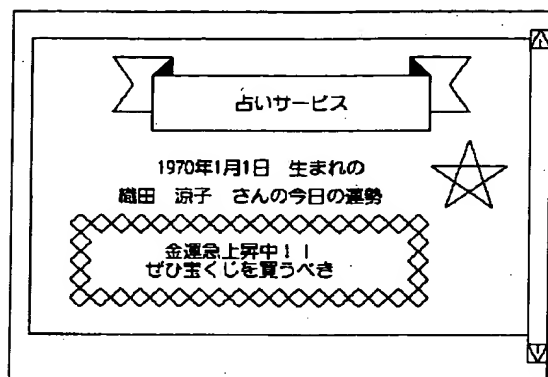 占いサービス
1970年1月1日 生まれの
織田 涼子 さんの今日の運勢
金運急上昇中！！
ぜひ宝くじを買うべき